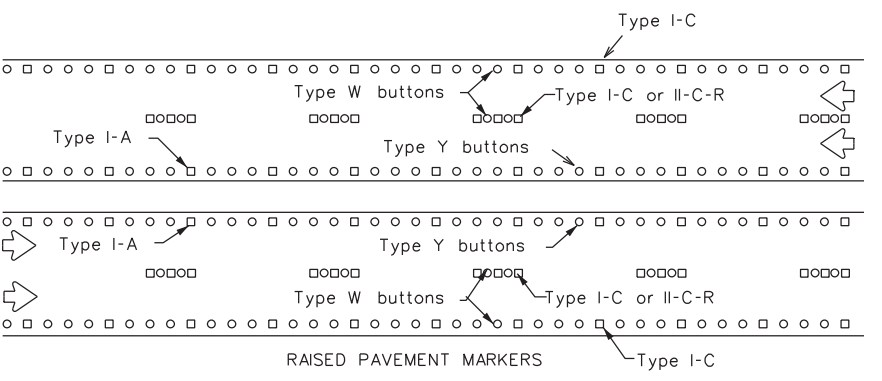 Type I-C
Type W buttons
Type I-C or II-C-R
Type I-A
Type Y buttons
Type I-A
Type Y buttons
Type W buttons
Type I-C or II-C-R
RAISED PAVEMENT MARKERS
Type I-C